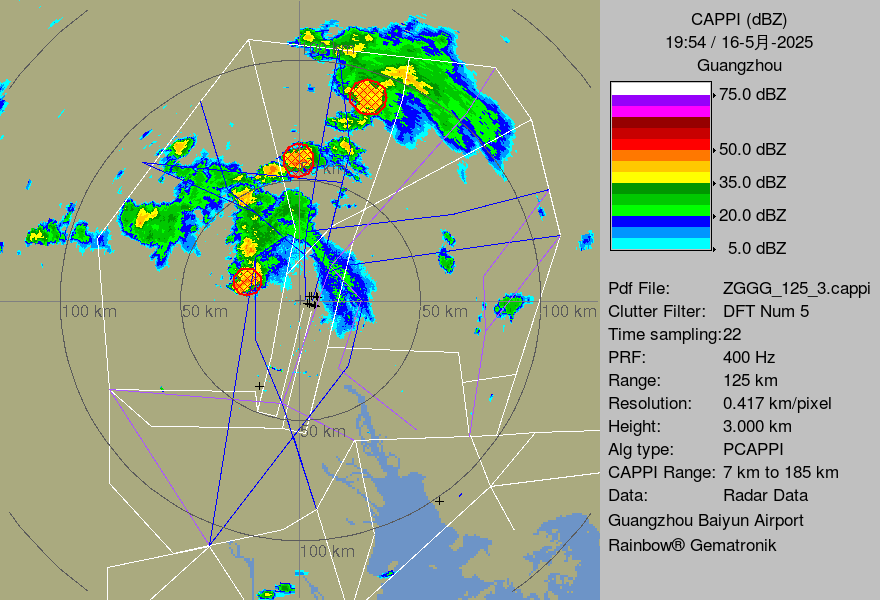 CAPPI (dBZ)
19:54 / 16-5月-2025
Guangzhou
75.0 dBZ
50.0 dBZ
35.0 dBZ
20.0 dBZ
5.0 dBZ
Pdf File: ZGGG_125_3.cappi
Clutter Filter: DFT Num 5
Time sampling:22
PRF: 400 Hz
Range: 125 km
Resolution: 0.417 km/pixel
Height: 3.000 km
Alg type: PCAPPI
CAPPI Range: 7 km to 185 km
Data: Radar Data
Guangzhou Baiyun Airport
Rainbow® Gematronik
100 km
50 km
50 km
100 km
50 km
100 km